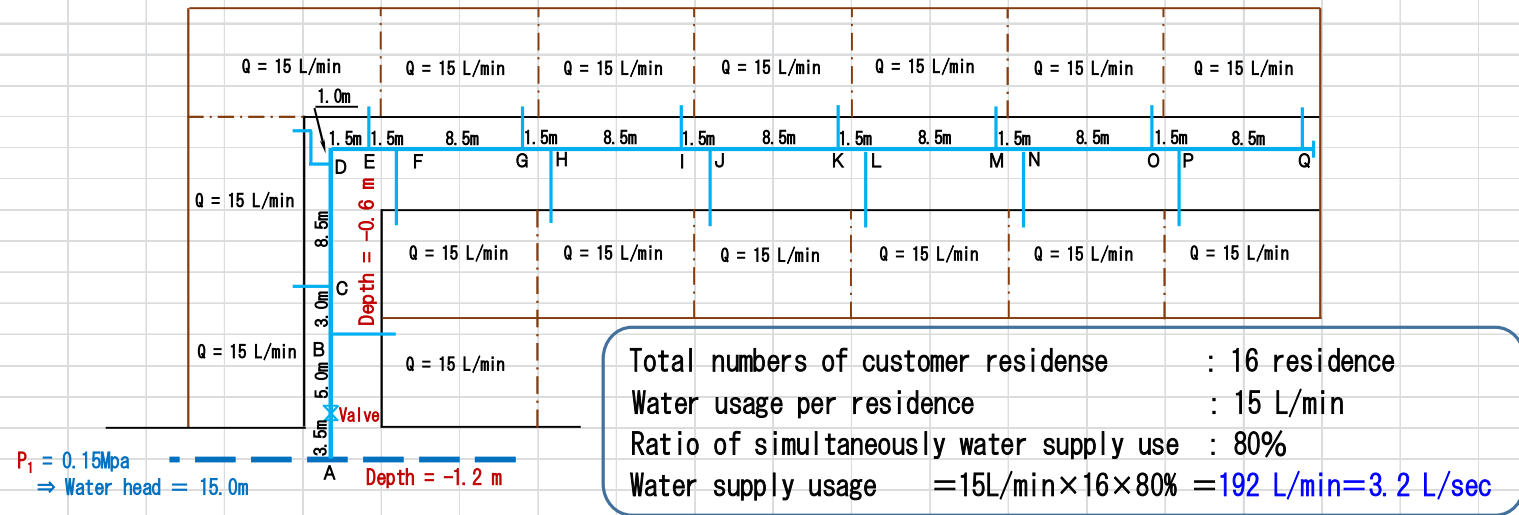 Q = 15 L/min Q = 15 L/min Q = 15 L/min Q = 15 L/min Q = 15 L/min Q = 15 L/min Q = 15 L/min
1.0m
1.5m 1.5m 8.5m 1.5m 8.5m 1.5m 8.5m 1.5m 8.5m 1.5m 8.5m 1.5m 8.5m
D E F G H I J K L M N O P Q
Q = 15 L/min
8.5m
Depth = -0.6 m
Q = 15 L/min Q = 15 L/min Q = 15 L/min Q = 15 L/min Q = 15 L/min Q = 15 L/min
C
3.0m
Q = 15 L/min
B
Q = 15 L/min
5.0m
Valve
3.5m
P1 = 0.15Mpa
⇒ Water head = 15.0m
A
Depth = -1.2 m
Total numbers of customer residense : 16 residence
Water usage per residence : 15 L/min
Ratio of simultaneously water supply use : 80%
Water supply usage =15L/min×16×80% =192 L/min=3.2 L/sec